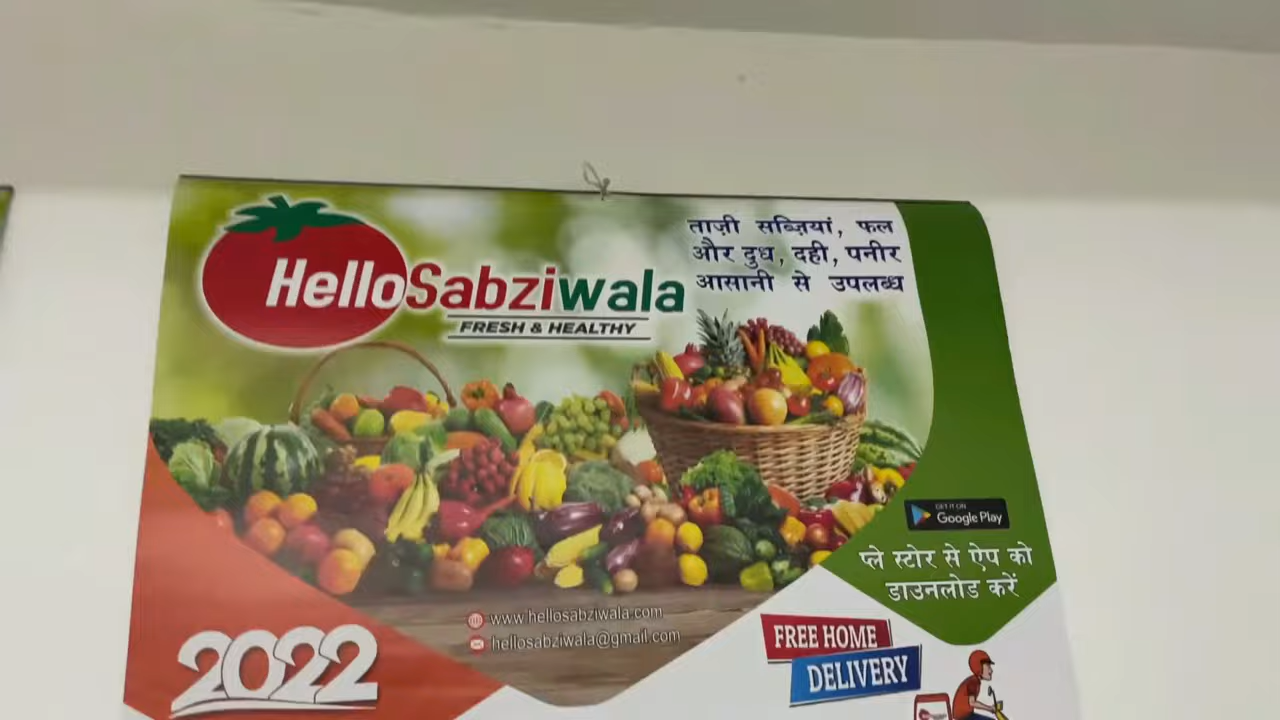 HelloSabziwala
FRESH & HEALTHY
ताज़ी सब्ज़ियां, फल
और दुध, दही, पनीर
आसानी से उपलब्ध
GET IT ON
Google Play
प्ले स्टोर से ऐप को
डाउनलोड करें
www.hellosabziwala.com
hellosabziwala@gmail.com
2022
FREE HOME
DELIVERY